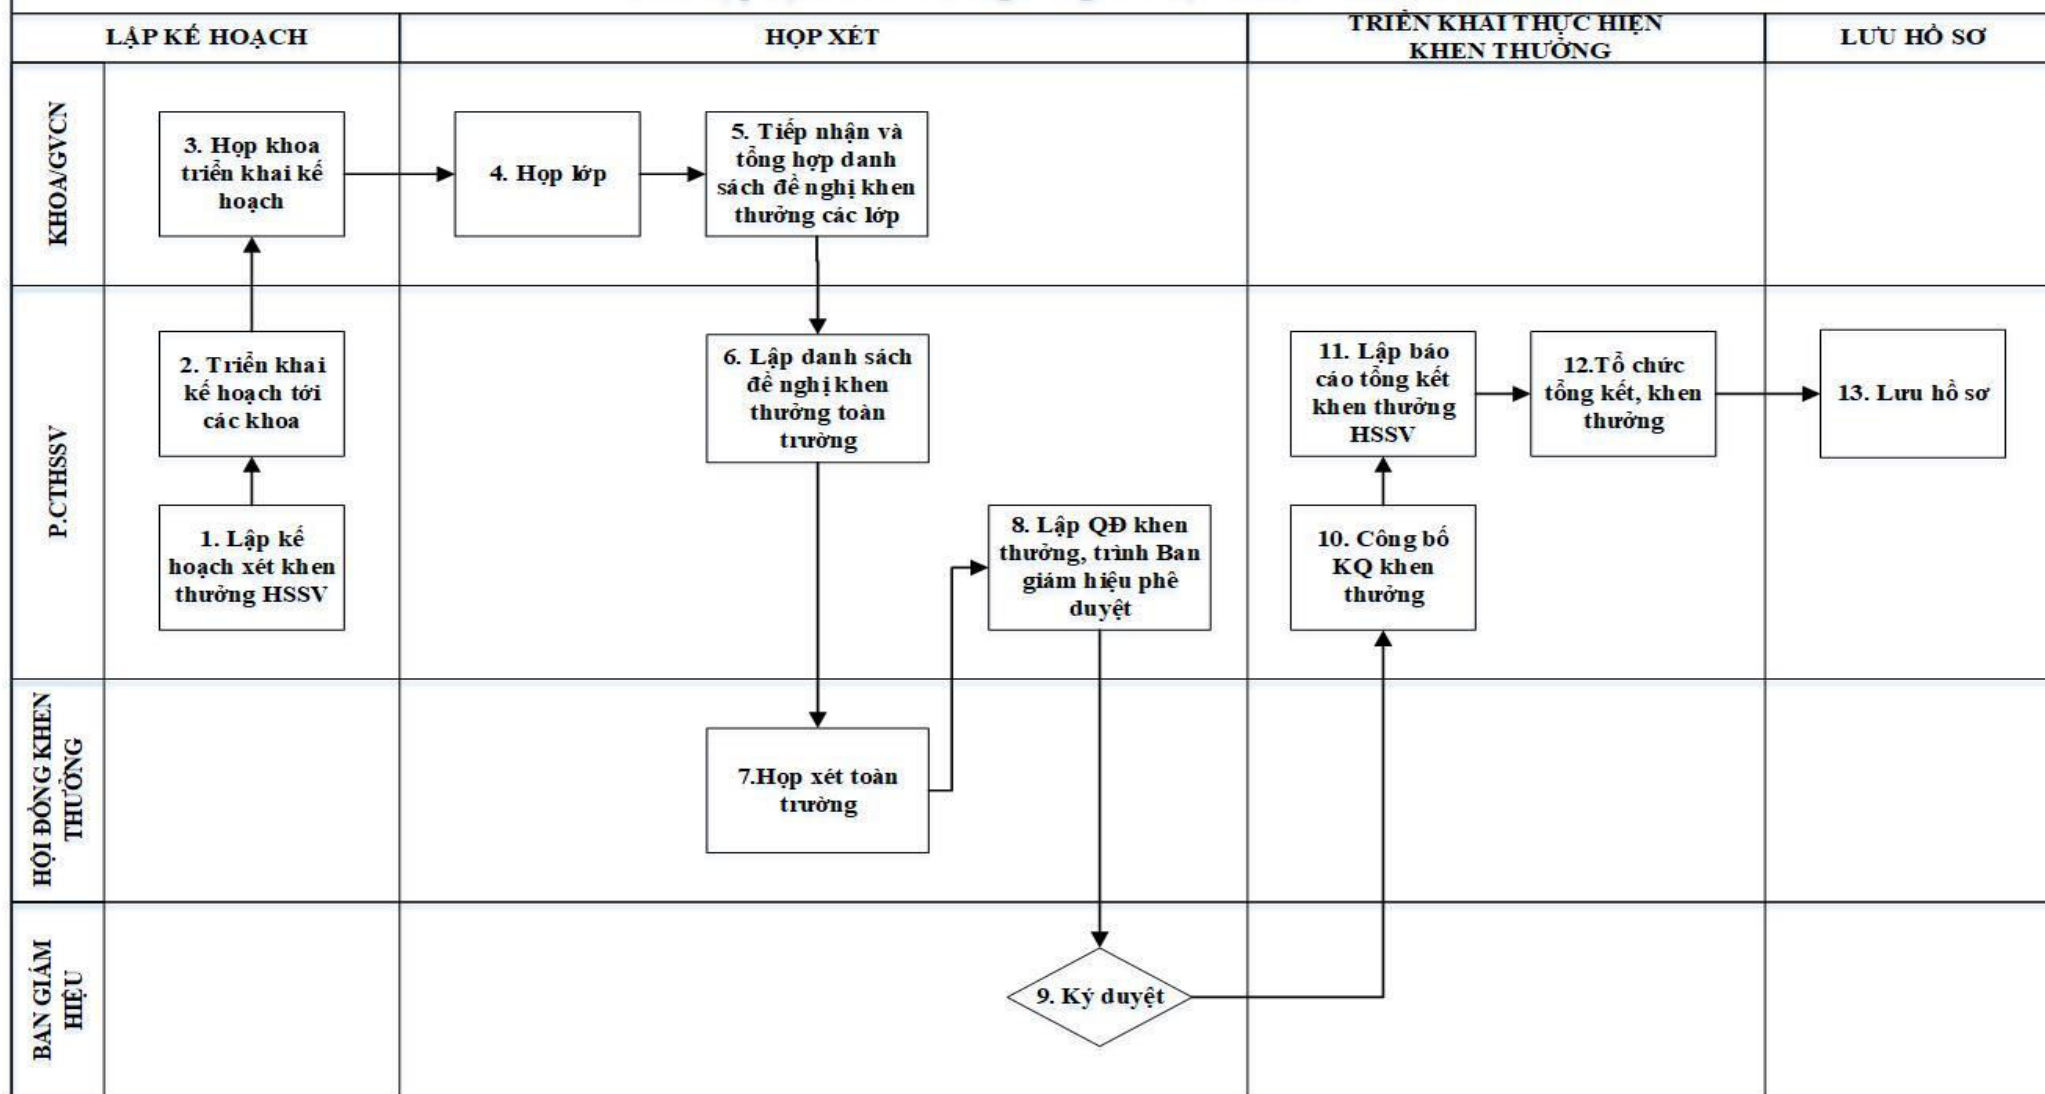 LẬP KẾ HOẠCH
HỌP XÉT
TRIỂN KHAI THỰC HIỆN
KHEN THƯỞNG
LƯU HỒ SƠ
KHOA/GVCN
3. Họp khoa
triển khai kế
hoạch
4. Họp lớp
5. Tiếp nhận và
tổng hợp danh
sách đề nghị khen
thưởng các lớp
P.CTHSSV
2. Triển khai
kế hoạch tới
các khoa
1. Lập kế
hoạch xét khen
thưởng HSSV
6. Lập danh sách
đề nghị khen
thưởng toàn
trường
8. Lập QĐ khen
thưởng, trình Ban
giám hiệu phê
duyệt
11. Lập báo
cáo tổng kết
khen thưởng
HSSV
10. Công bố
KQ khen
thưởng
12.Tổ chức
tổng kết, khen
thưởng
13. Lưu hồ sơ
HỘI ĐỒNG KHEN
THƯỞNG
7.Họp xét toàn
trường
BAN GIÁM
HIỆU
9. Ký duyệt